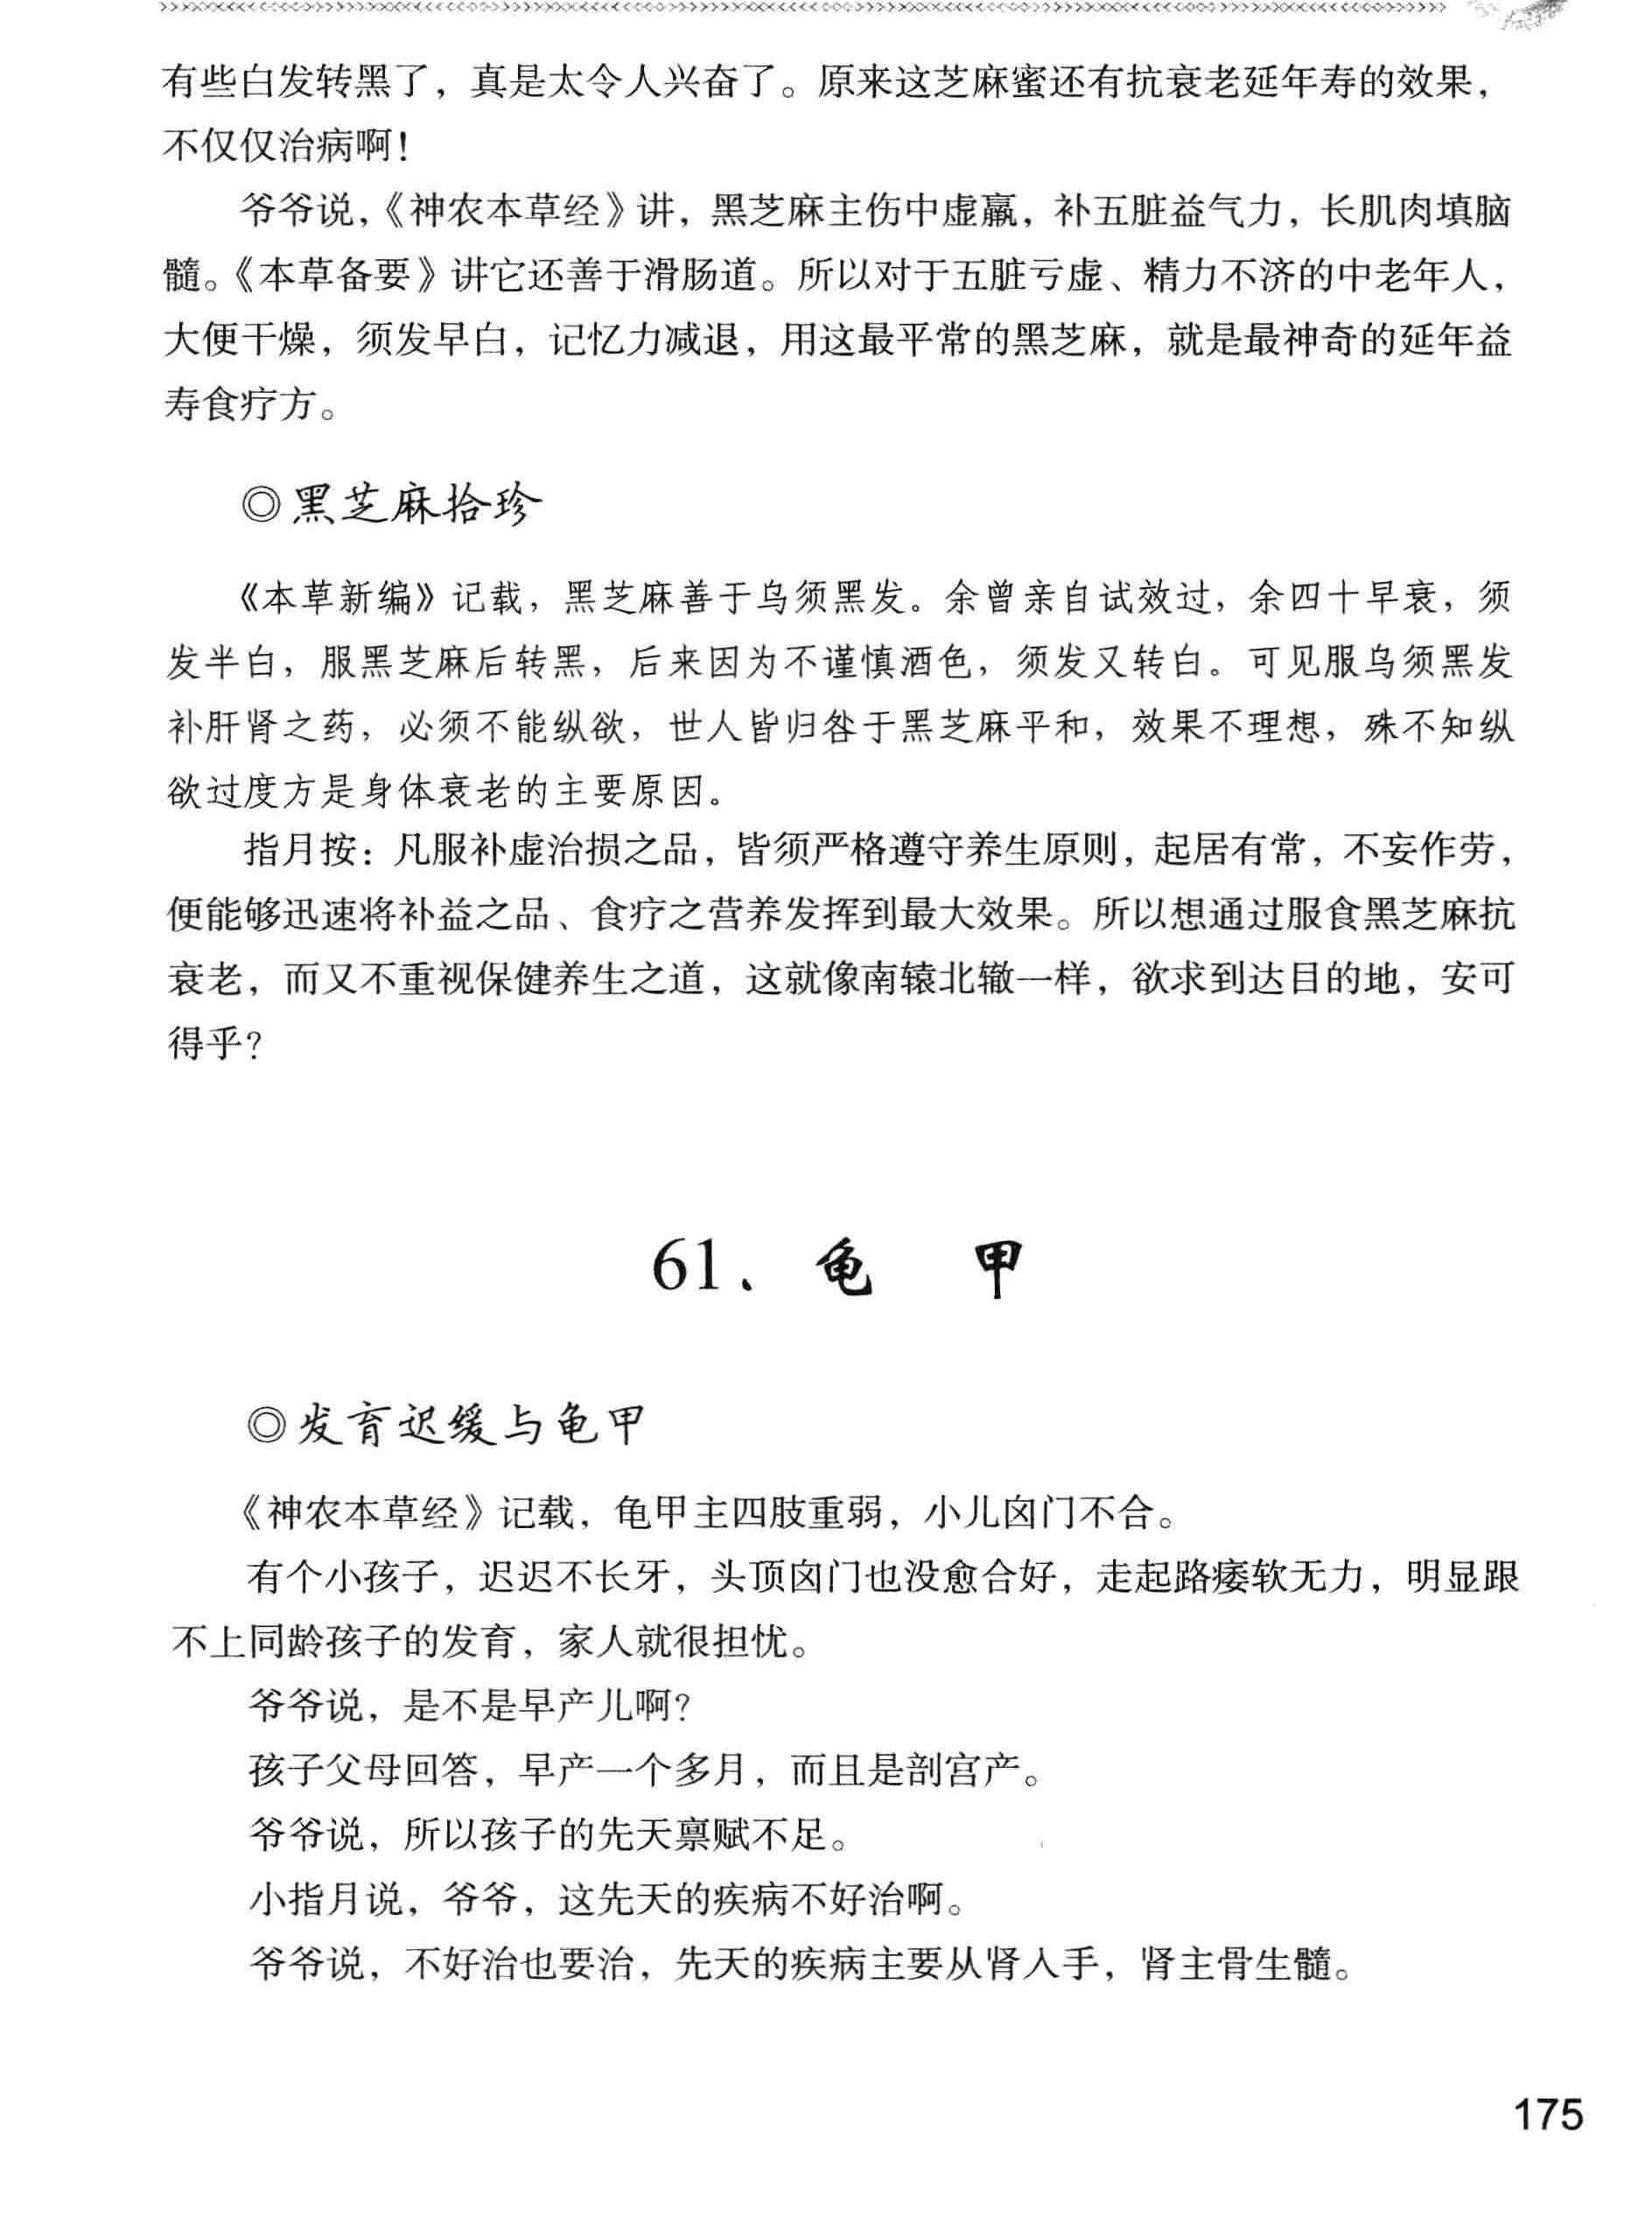 有些白发转黑了，真是太令人兴奋了。原来这芝麻蜜还有抗衰老延年寿的效果，
不仅仅治病啊！
爷爷说，《神农本草经》讲，黑芝麻主伤中虚羸，补五脏益气力，长肌肉填脑
髓。《本草备要》讲它还善于滑肠道。所以对于五脏亏虚、精力不济的中老年人，
大便干燥，须发早白，记忆力减退，用这最平常的黑芝麻，就是最神奇的延年益
寿食疗方。
◎黑芝麻拾珍
《本草新编》记载，黑芝麻善于乌须黑发。余曾亲自试效过，余四十早衰，须
发半白，服黑芝麻后转黑，后来因为不谨慎酒色，须发又转白。可见服乌须黑发
补肝肾之药，必须不能纵欲，世人皆归咎于黑芝麻平和，效果不理想，殊不知纵
欲过度方是身体衰老的主要原因。
指月按：凡服补虚治损之品，皆须严格遵守养生原则，起居有常，不妄作劳，
便能够迅速将补益之品、食疗之营养发挥到最大效果。所以想通过服食黑芝麻抗
衰老，而又不重视保健养生之道，这就像南辕北辙一样，欲求到达目的地，安可
得乎？
61、龟 甲
◎发育迟缓与龟甲
《神农本草经》记载，龟甲主四肢重弱，小儿囟门不合。
有个小孩子，迟迟不长牙，头顶囟门也没愈合好，走起路痿软无力，明显跟
不上同龄孩子的发育，家人就很担忧。
爷爷说，是不是早产儿啊？
孩子父母回答，早产一个多月，而且是剖宫产。
爷爷说，所以孩子的先天禀赋不足。
小指月说，爷爷，这先天的疾病不好治啊。
爷爷说，不好治也要治，先天的疾病主要从肾入手，肾主骨生髓。
175